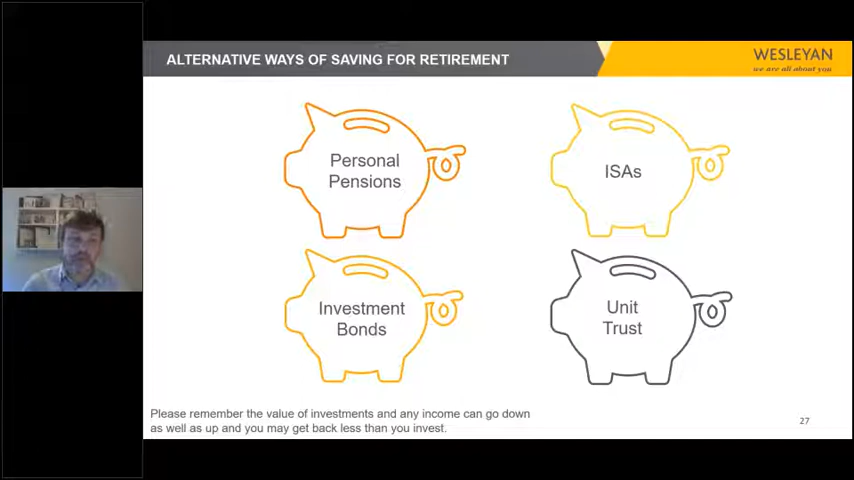 ALTERNATIVE WAYS OF SAVING FOR RETIREMENT
WESLEYAN
we are all about you
Personal
Pensions
ISAs
Investment
Bonds
Unit
Trust
Please remember the value of investments and any income can go down
as well as up and you may get back less than you invest.
27